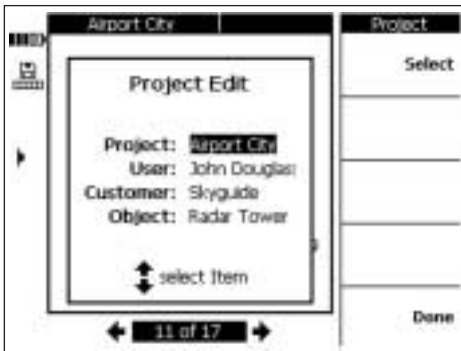 Airport City
Project
Select
Project Edit
Project: Airport City
User: John Douglas
Customer: Skyguide
Object: Radar Tower
select Item
11 of 17
Done